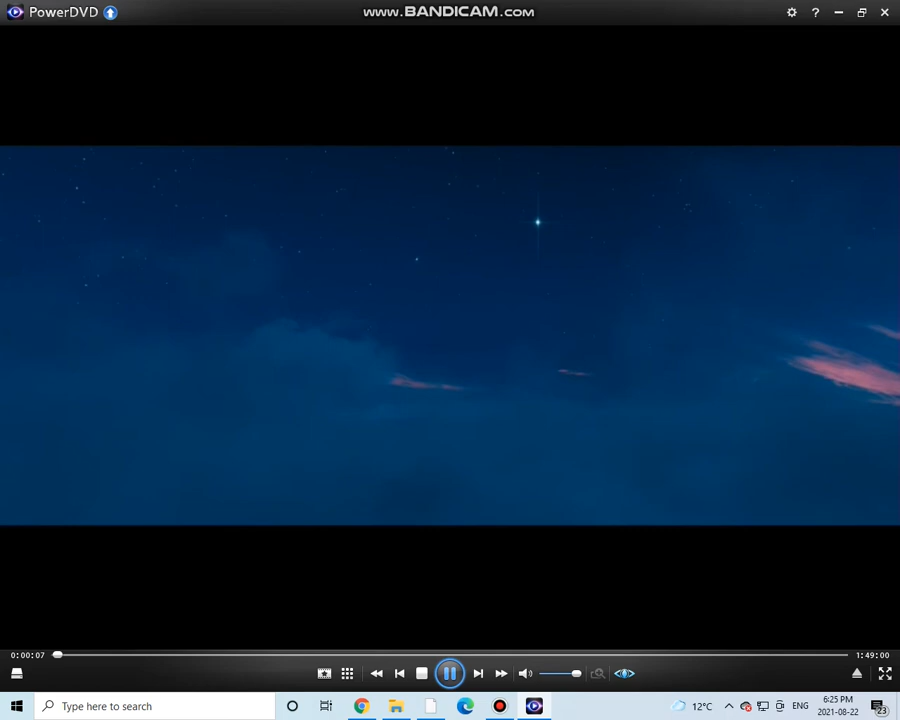 PowerDVD
www.BANDICAM.com
?
0:00:07
1:49:00
Type here to search
12°C
ENG
6:25 PM
2021-08-22
23